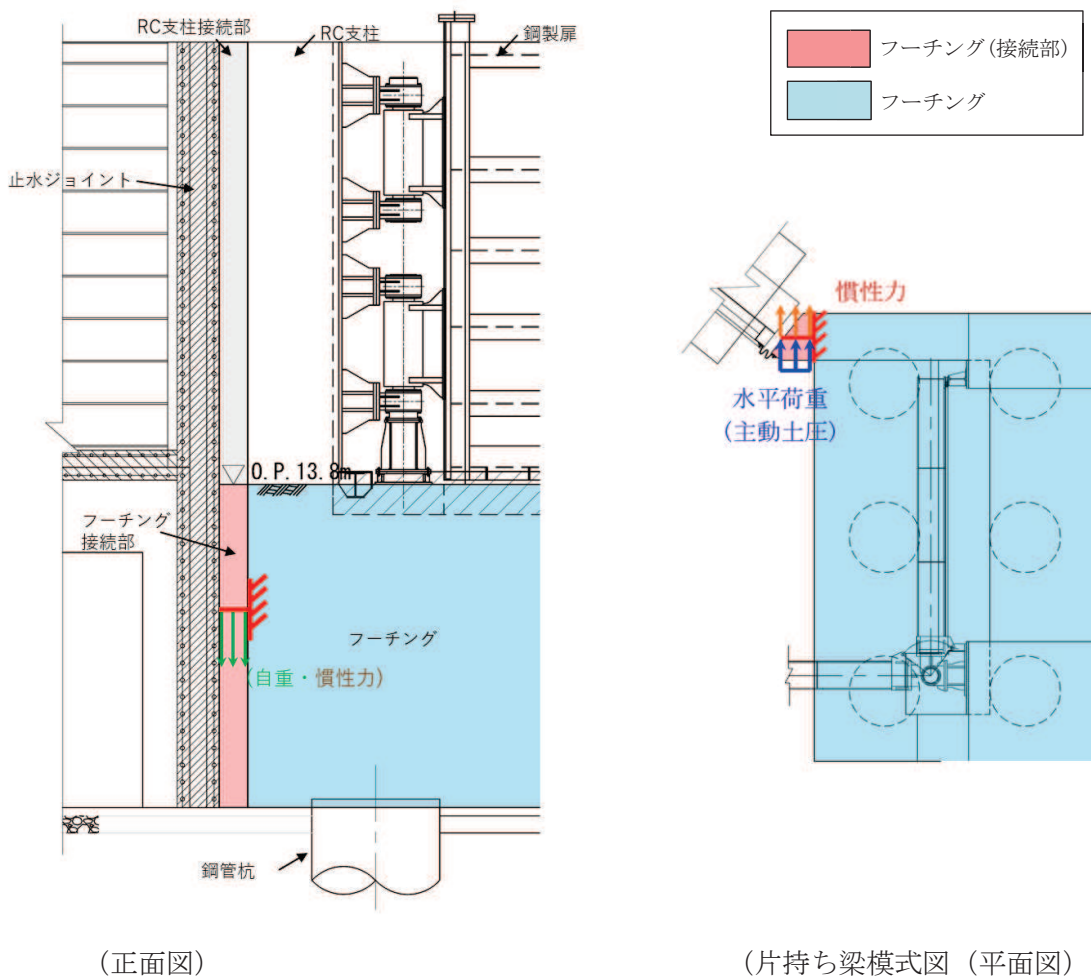 RC支柱接続部
RC支柱
鋼製扉
フーチング(接続部)
フーチング
止水ジョイント
慣性力
水平荷重
(主動土圧)
O.P.13.8m
フーチング
接続部
フーチング
(自重・慣性力)
鋼管杭
(正面図)
(片持ち梁模式図(平面図)